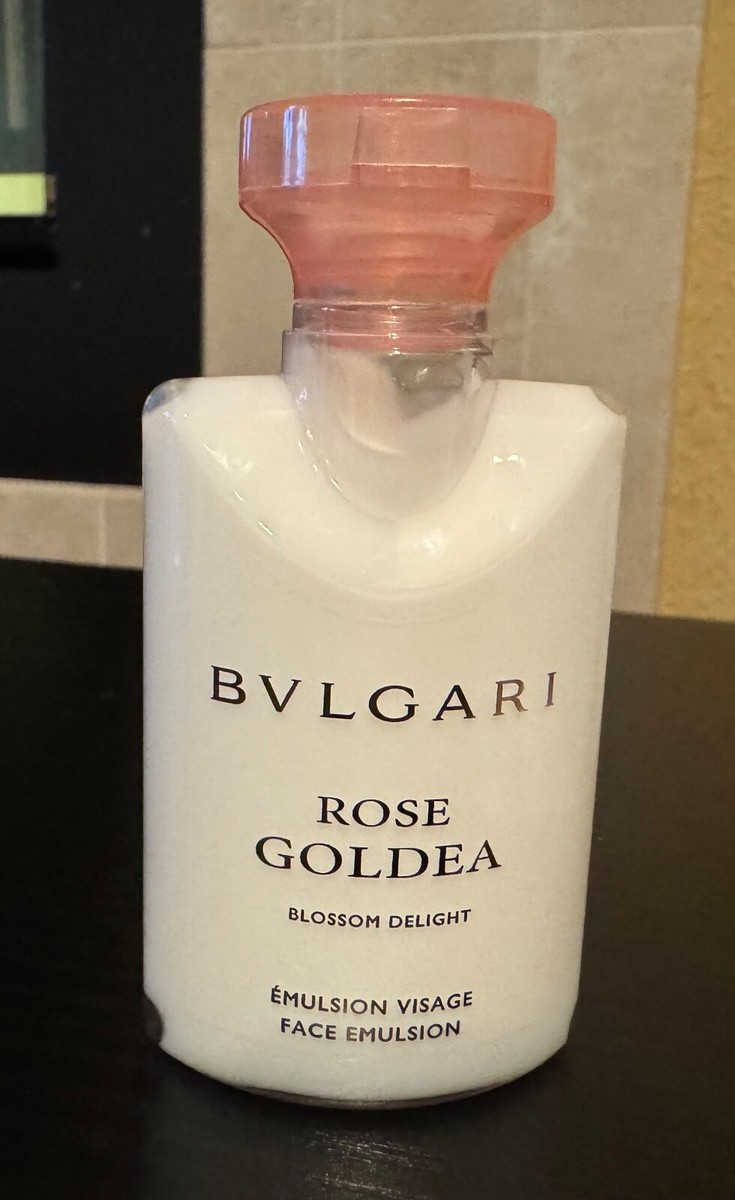 BVLGARI
ROSE
GOLDEA
BLOSSOM DELIGHT
ÉMULSION VISAGE
FACE EMULSION